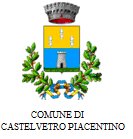 COMUNE DI
CASTELVETRO PIACENTINO